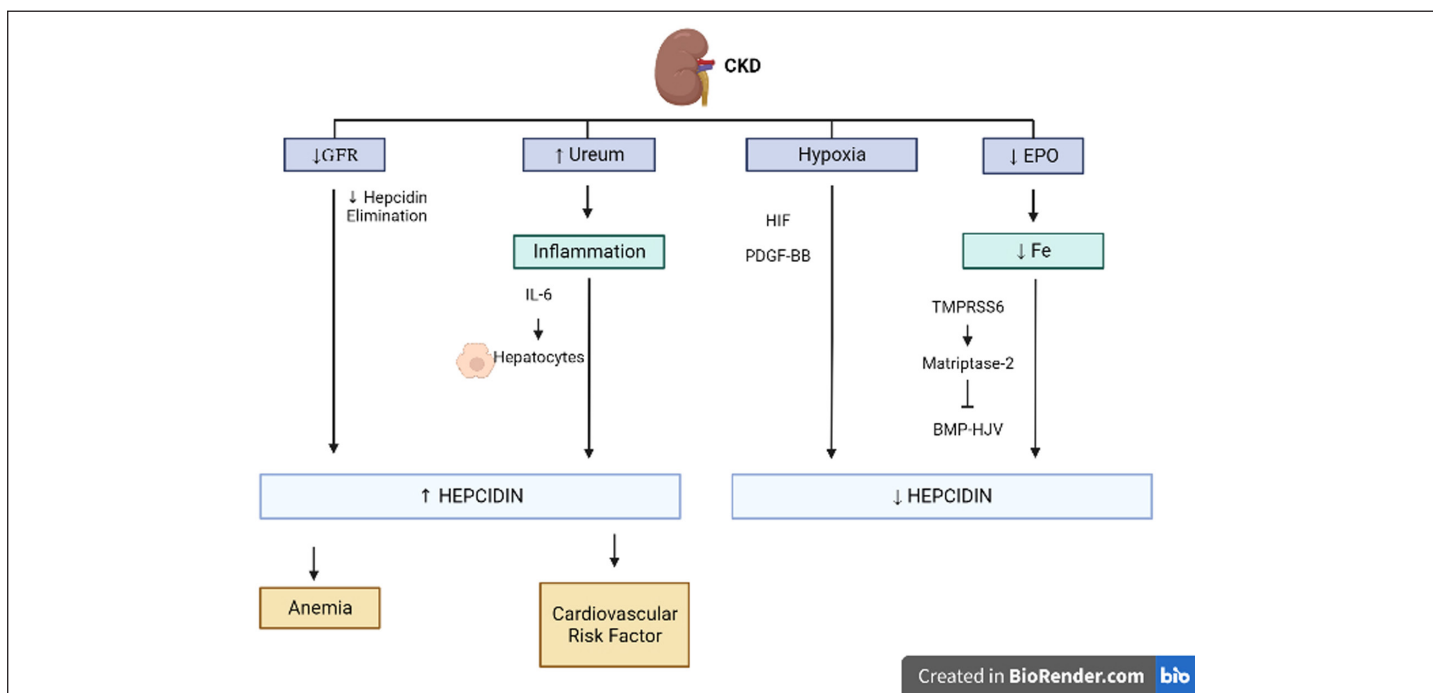 CKD
↓GFR
↑ Ureum
Hypoxia
↓ EPO
↓ Hepcidin
Elimination
Inflammation
IL-6
Hepatocytes
HIF
PDGF-BB
↓ Fe
TMPRSS6
Matriptase-2
BMP-HJV
↑ HEPCIDIN
↓ HEPCIDIN
Anemia
Cardiovascular
Risk Factor
Created in BioRender.com bio